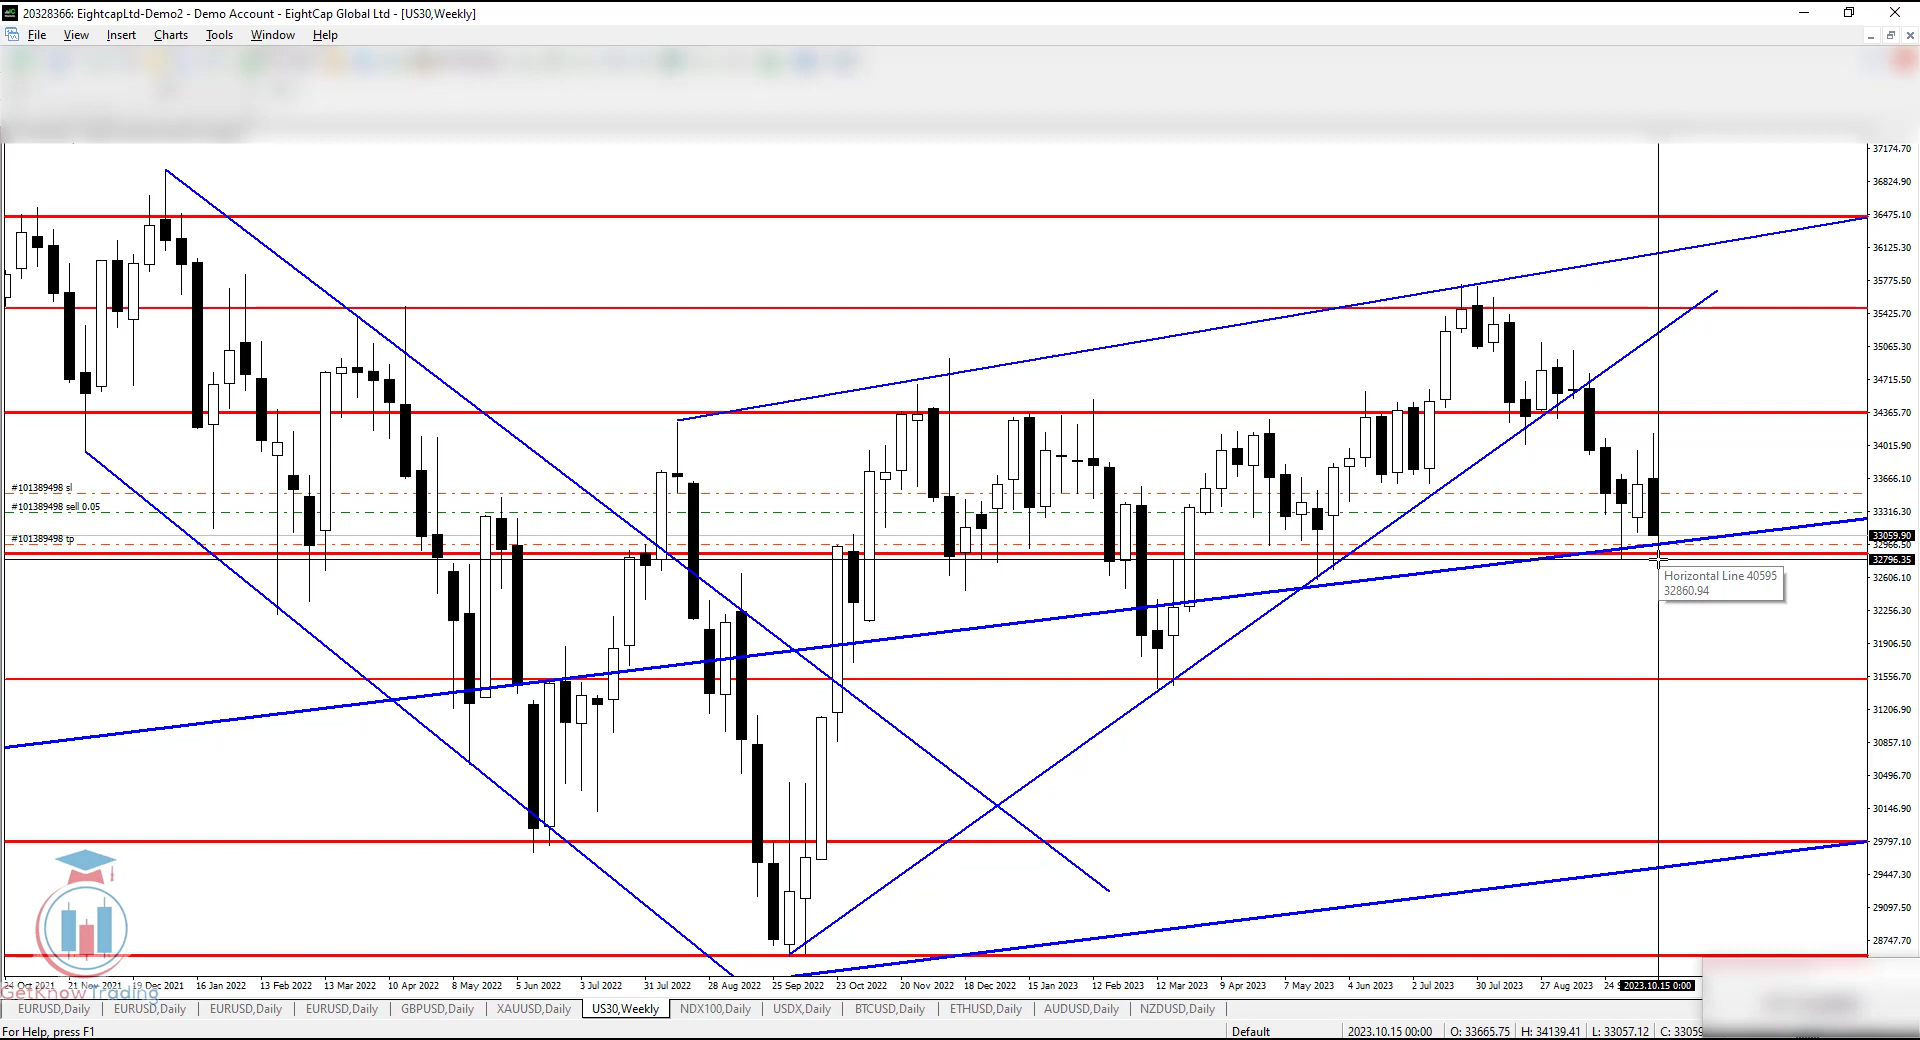 20328366: EightcapLtd-Demo2 - Demo Account - EightCap Global Ltd - [US30,Weekly]
File View Insert Charts Tools Window Help
37174.70
36824.90
36475.10
36125.30
35775.50
35425.70
35065.30
34715.50
34365.70
34015.90
#101389498 sl
33666.10
#101389498 sell 0.05
33316.30
#101389498 tp
33059.90
32966.50
32796.35
Horizontal Line 40595
32860.94
32606.10
32256.30
31906.50
31556.70
31206.90
30857.10
30496.70
30146.90
29797.10
29447.30
29097.50
28747.70
24 Oct 2021 21 Nov 2021 19 Dec 2021 16 Jan 2022 13 Feb 2022 13 Mar 2022 10 Apr 2022 8 May 2022 5 Jun 2022 3 Jul 2022 31 Jul 2022 28 Aug 2022 25 Sep 2022 23 Oct 2022 20 Nov 2022 18 Dec 2022 15 Jan 2023 12 Feb 2023 12 Mar 2023 9 Apr 2023 7 May 2023 4 Jun 2023 2 Jul 2023 30 Jul 2023 27 Aug 2023 24 S 2023.10.15 0:00
GetKnowTrading
EURUSD,Daily EURUSD,Daily EURUSD,Daily EURUSD,Daily GBPUSD,Daily XAUUSD,Daily US30,Weekly NDX100,Daily USDX,Daily BTCUSD,Daily ETHUSD,Daily AUDUSD,Daily NZDUSD,Daily
For Help, press F1 Default 2023.10.15 00:00 O: 33665.75 H: 34139.41 L: 33057.12 C: 33059